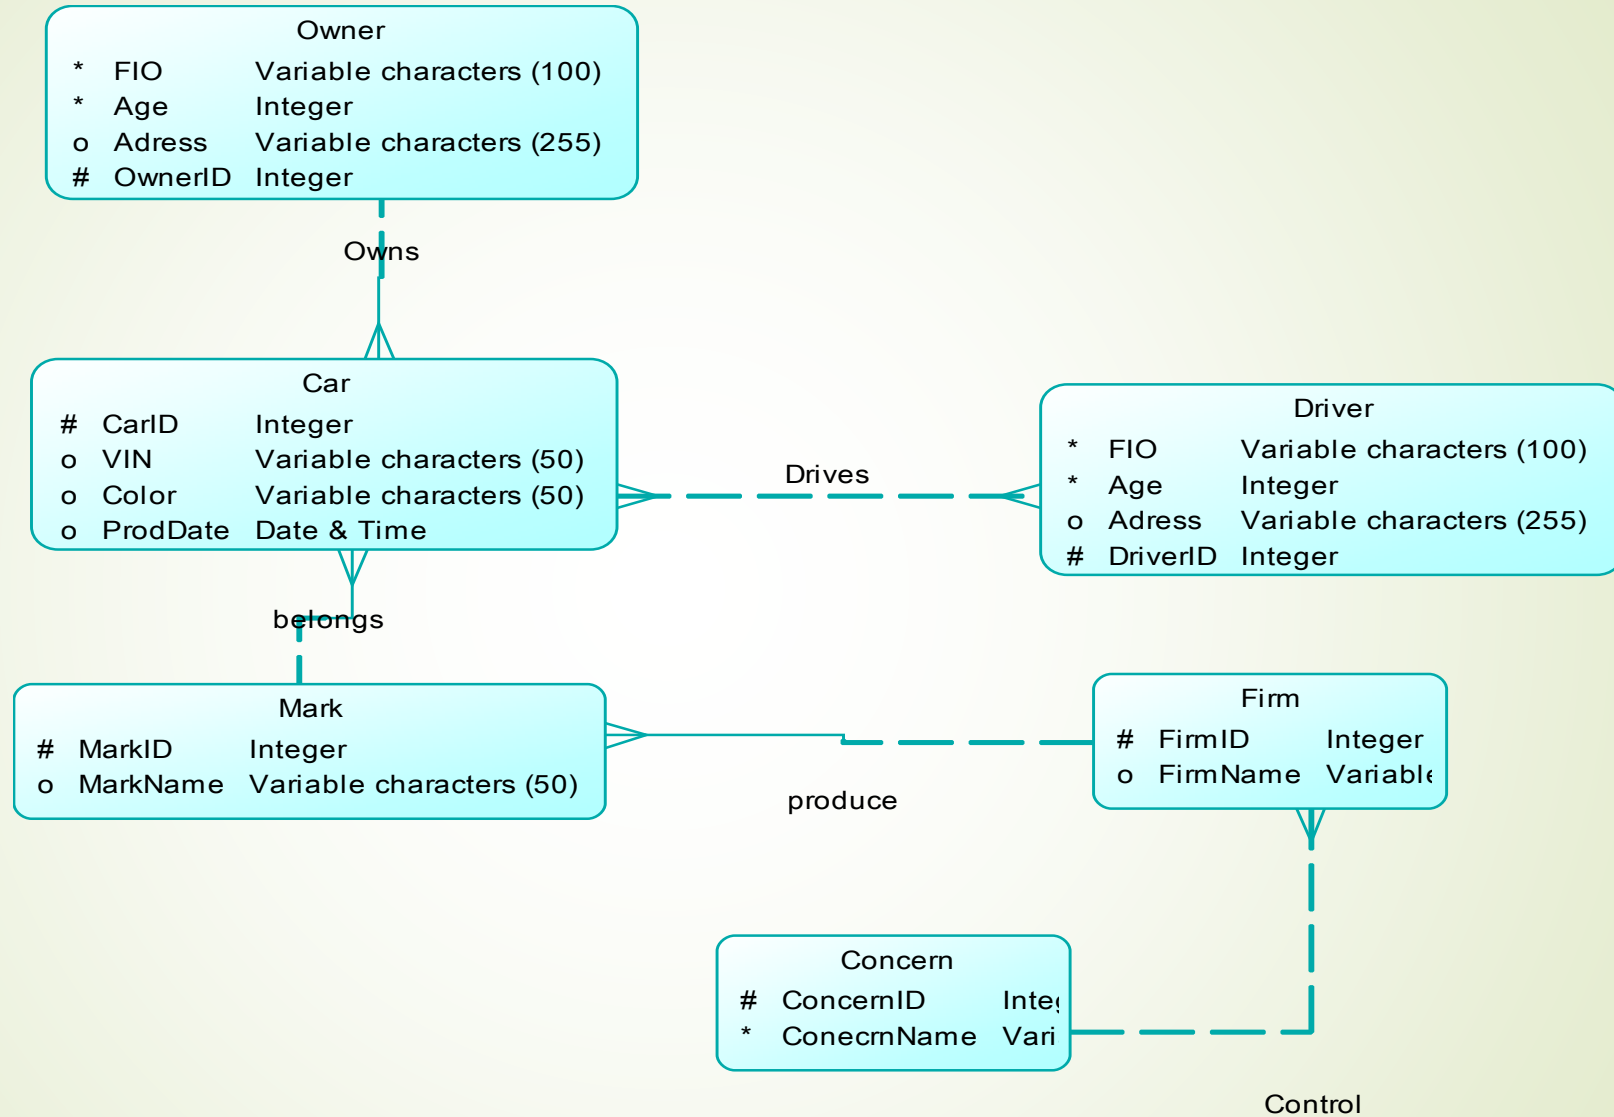 Owner
* FIO Variable characters (100)
* Age Integer
o Adress Variable characters (255)
# OwnerID Integer
Owns
Car
# CarID Integer
o VIN Variable characters (50)
o Color Variable characters (50)
o ProdDate Date & Time
Drives
Driver
* FIO Variable characters (100)
* Age Integer
o Adress Variable characters (255)
# DriverID Integer
belongs
Mark
# MarkID Integer
o MarkName Variable characters (50)
produce
Firm
# FirmID Integer
o FirmName Variable
Concern
# ConcernID Integ
* ConecrnName Vari
Control